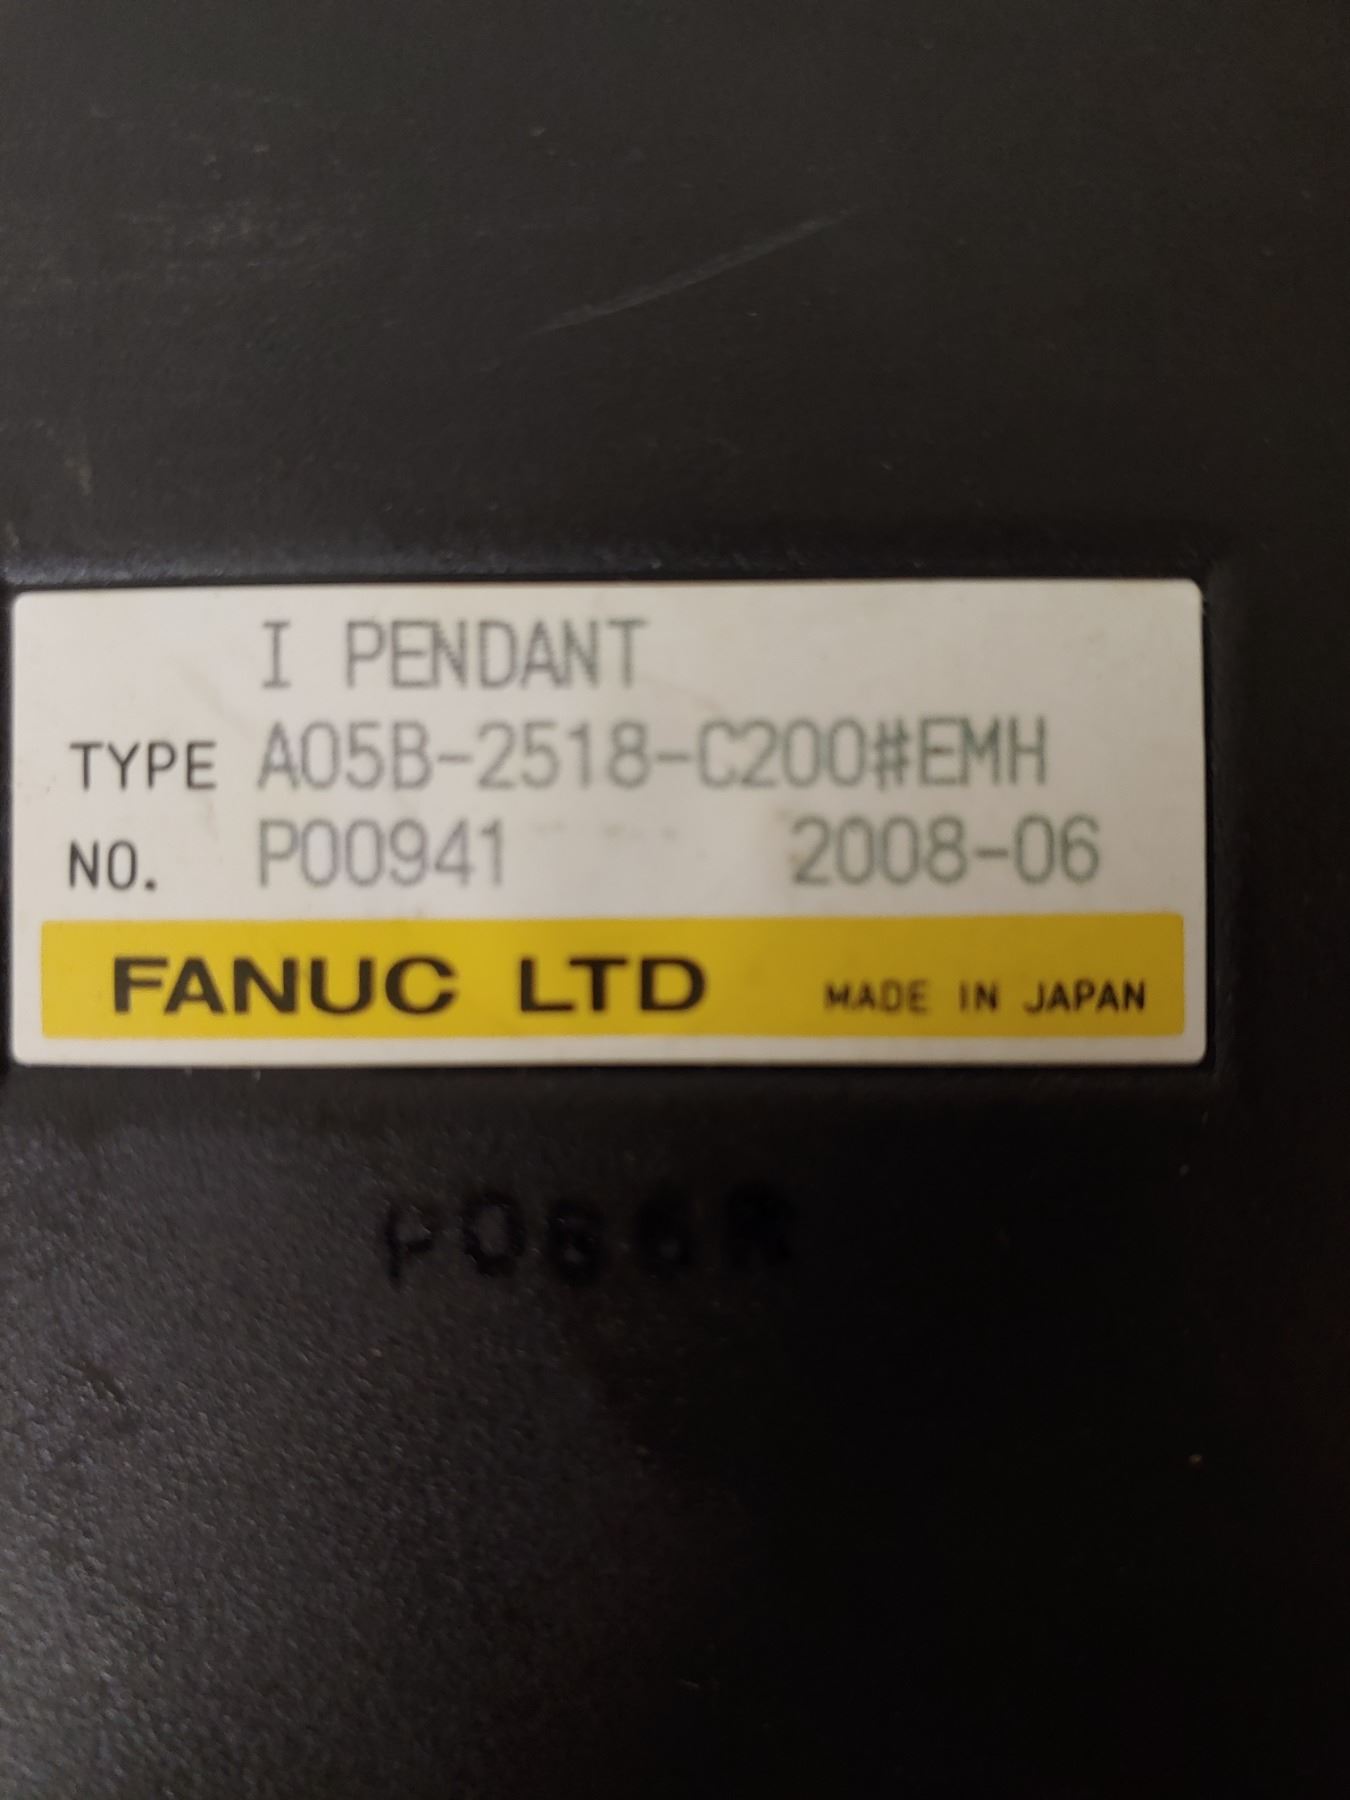 I PENDANT
TYPE A05B-2518-C200#EMH
NO. P00941 2008-06
FANUC LTD MADE IN JAPAN